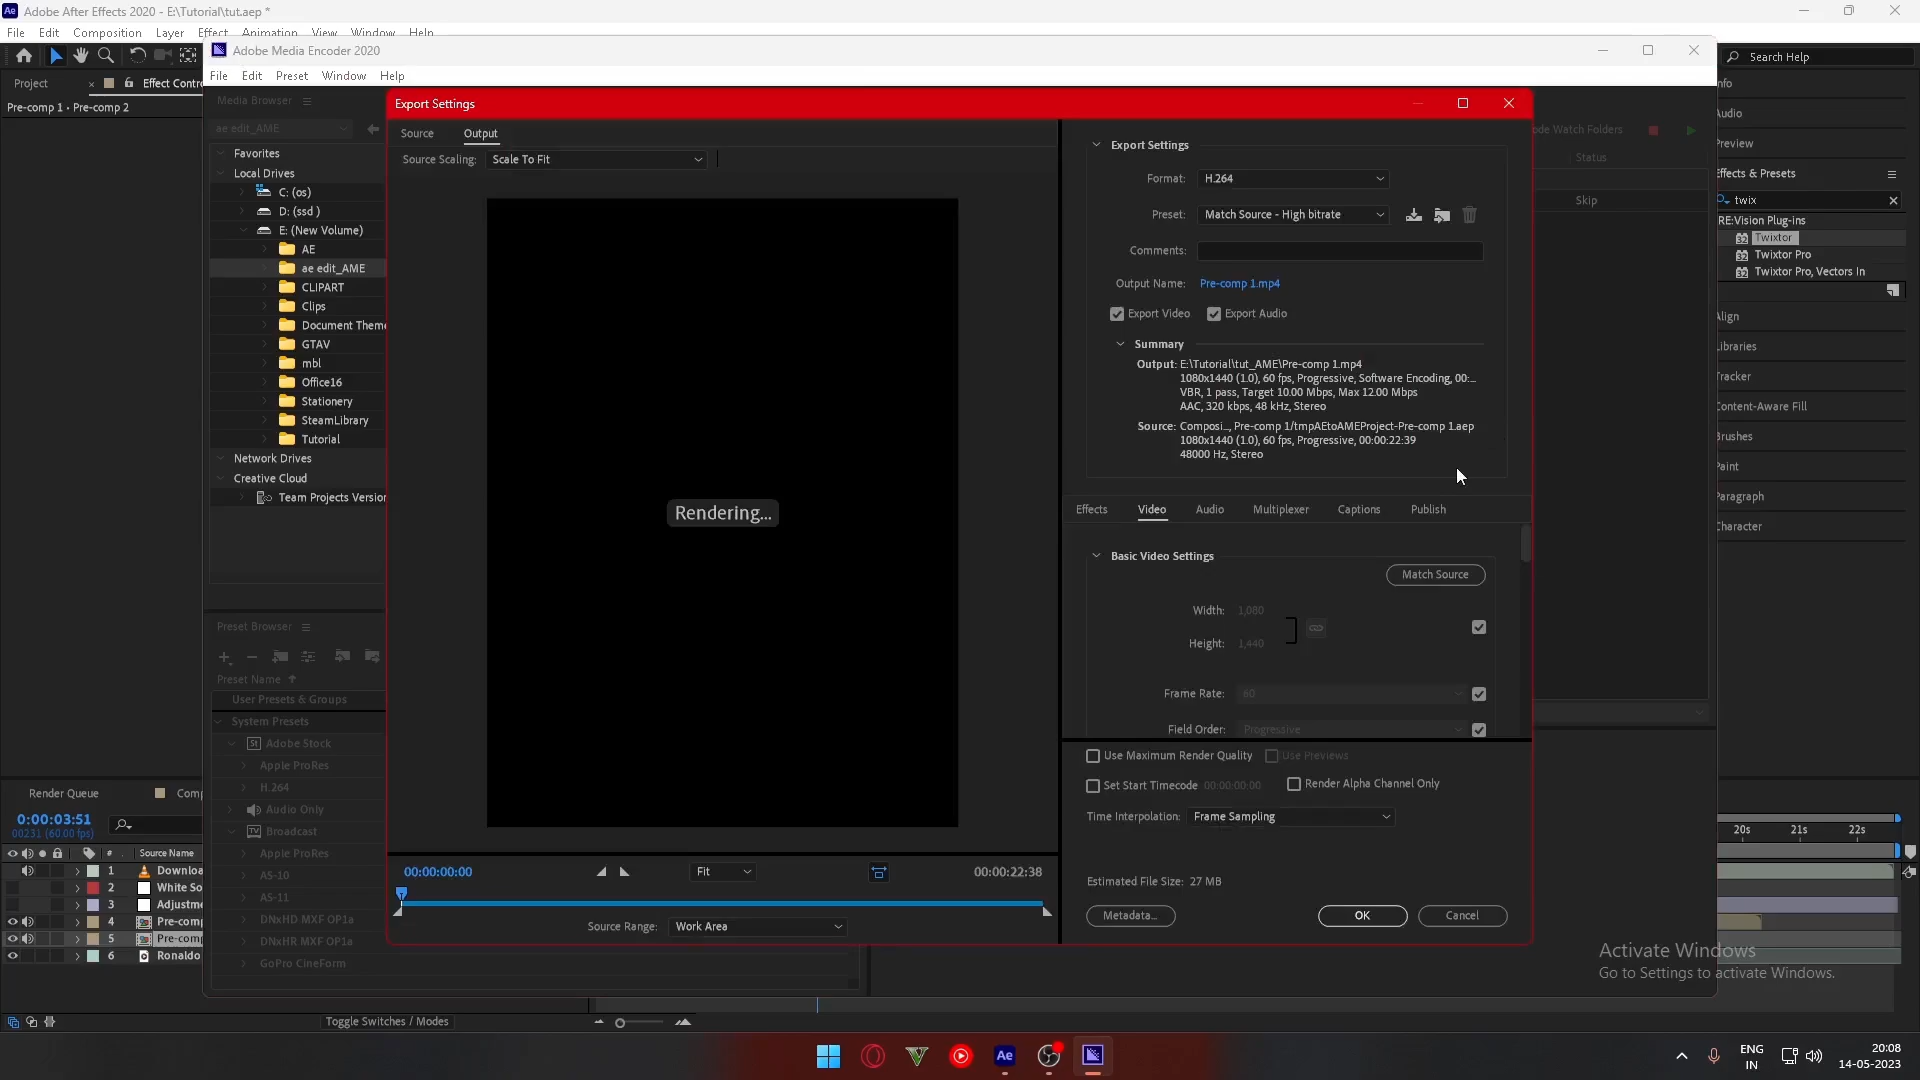 Adobe After Effects 2020 - E:\Tutorial\tut.aep *
File Edit Composition Layer Effect Animation View Window Help
Adobe Media Encoder 2020
Search Help
File Edit Preset Window Help
Project
Effect Contro
Pre-comp 1 • Pre-comp 2
Media Browser
ae edit_AME
Favorites
Local Drives
C: (os)
D: (ssd )
E: (New Volume)
AE
ae edit_AME
CLIPART
Clips
Document Theme
GTAV
mbl
Office16
Stationery
SteamLibrary
Tutorial
Network Drives
Creative Cloud
Team Projects Version
Preset Browser
Preset Name
User Presets & Groups
System Presets
Adobe Stock
Apple ProRes
H.264
Audio Only
Broadcast
Apple ProRes
AS-10
AS-11
DNxHD MXF OP1a
DNxHR MXF OP1a
GoPro CineForm
Export Settings
Source Output
Source Scaling: Scale To Fit
Rendering...
00:00:00:00
Fit
00:00:22:38
Source Range: Work Area
Export Settings
Format: H.264
Preset: Match Source - High bitrate
Comments:
Output Name: Pre-comp 1.mp4
Export Video Export Audio
Summary
Output: E:\Tutorial\tut_AME\Pre-comp 1.mp4
1080x1440 (1.0), 60 fps, Progressive, Software Encoding, 00:...
VBR, 1 pass, Target 10.00 Mbps, Max 12.00 Mbps
AAC, 320 kbps, 48 kHz, Stereo
Source: Composi..., Pre-comp 1/tmpAEtoAMEProject-Pre-comp 1.aep
1080x1440 (1.0), 60 fps, Progressive, 00:00:22:39
48000 Hz, Stereo
Effects Video Audio Multiplexer Captions Publish
Basic Video Settings
Match Source
Width: 1,080
Height: 1,440
Frame Rate: 60
Field Order: Progressive
Use Maximum Render Quality Use Previews
Set Start Timecode 00:00:00:00 Render Alpha Channel Only
Time Interpolation: Frame Sampling
Estimated File Size: 27 MB
Metadata... OK Cancel
ode Watch Folders
Status
Skip
nfo
Audio
Preview
Effects & Presets
twix
RE:Vision Plug-ins
32 Twixtor
32 Twixtor Pro
32 Twixtor Pro, Vectors In
Align
Libraries
Tracker
Content-Aware Fill
Brushes
Paint
Paragraph
Character
Render Queue
Comp
0:00:03:51
00231 (60.00 fps)
# Source Name
1 Downloa
2 White So
3 Adjustme
4 Pre-comp
5 Pre-comp
6 Ronaldo
Toggle Switches / Modes
20s 21s 22s
Activate Windows
Go to Settings to activate Windows.
ENG
IN
20:08
14-05-2023